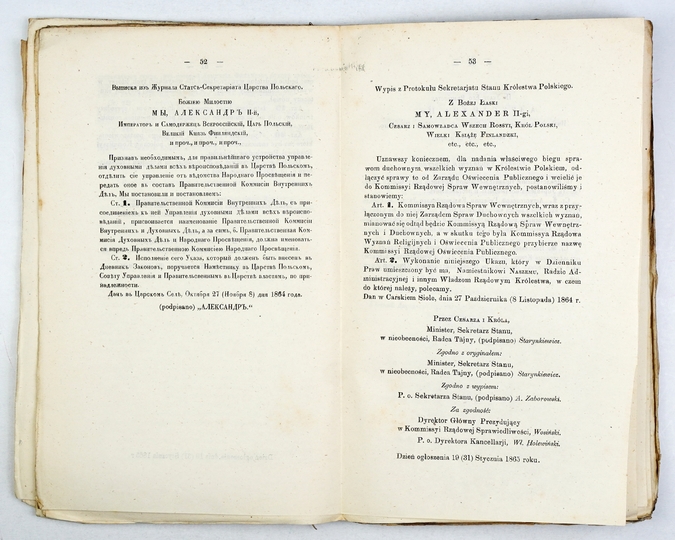 — 52 —
Выписка изъ Журнала Статсъ-Секретаріата Царства Польскаго.
Божією Милостію
МЫ, АЛЕКСАНДРЪ II-й,
Императоръ и Самодержецъ Всероссійскій, Царь Польскій,
Великій Князь Финляндскій,
и проч., и проч., и проч.,
Признавъ необходимымъ, для правильнѣйшаго устройства управле-
нія духовными дѣлами всѣхъ вѣроисповѣданій въ Царствѣ Польскомъ,
отдѣлить сіе управленіе отъ вѣдомства Народнаго Просвѣщенія и пе-
редать оное въ составъ Правительственной Коммисіи Внутреннихъ
Дѣлъ, Мы постановили и постановляемъ:
Ст. 1. Правительственной Коммисіи Внутреннихъ Дѣлъ, съ при-
соединеніемъ къ ней Управленія духовными дѣлами всѣхъ вѣроиспо-
вѣданій, присвоивается наименованіе Правительственной Коммисіи
Внутреннихъ и Духовныхъ Дѣлъ, а за симъ, б. Правительственная Ком-
мисія Духовныхъ Дѣлъ и Народнаго Просвѣщенія, должна именовать-
ся впредь Правительственною Коммисіею Народнаго Просвѣщенія.
Ст. 2. Исполненіе сего Указа, который долженъ быть внесенъ въ
Дневникъ Законовъ, поручается Намѣстнику въ Царствѣ Польскомъ,
Совѣту Управленія и Правительственнымъ въ Царствѣ властямъ, по при-
надлежности.
Данъ въ Царскомъ Селѣ, Октября 27 (Ноября 8) дня 1864 года.
(подписано) „АЛЕКСАНДРЪ.“
— 53 —
Wypis z Protokułu Sekretarjatu Stanu Królestwa Polskiego.
Z Bożej Łaski
MY, ALEXANDER II-gi,
Cesarz i Samowładca Wszech Rossyi, Król Polski,
Wielki Książę Finlandzki,
etc., etc., etc.,
Uznawszy koniecznem, dla nadania właściwego biegu spra-
wom duchownym wszelkich wyznań w Królestwie Polskiem, od-
łączyć sprawy te od Zarządu Oświecenia Publicznego i wcielić je
do Kommissyi Rządowej Spraw Wewnętrznych, postanowiliśmy i
stanowimy:
Art. 1. Kommissya Rządowa Spraw Wewnętrznych, wraz z przy-
łączonym do niej Zarządem Spraw Duchownych wszelkich wyznań,
mianować się odtąd będzie Kommissyą Rządową Spraw Wewnętrz-
nych i Duchownych, a w skutku tego była Kommissya Rządowa
Wyznań Religijnych i Oświecenia Publicznego przybierze nazwę
Kommissyi Rządowej Oświecenia Publicznego.
Art. 2. Wykonanie niniejszego Ukazu, który w Dzienniku
Praw umieszczony być ma, Namiestnikowi Naszemu, Radzie Ad-
ministracyjnej i innym Władzom Rządowym Królestwa, w czem
do której należy, polecamy.
Dan w Carskiem Siole, dnia 27 Października (8 Listopada) 1864 r.
Przez Cesarza i Króla,
Minister, Sekretarz Stanu,
w nieobecności, Radca Tajny, (podpisano) Starynkiewicz.
Zgodno z oryginałem:
Minister, Sekretarz Stanu,
w nieobecności, Radca Tajny, (podpisano) Starynkiewicz.
Zgodno z wypisem:
P. o. Sekretarza Stanu, (podpisano) A. Zaborowski.
Za zgodność:
Dyrektor Główny Prezydujący
w Kommissyi Rządowej Sprawiedliwości, Wosiński.
P. o. Dyrektora Kancellarji, Wł. Holewiński.
Dzień ogłoszenia 19 (31) Stycznia 1865 roku.